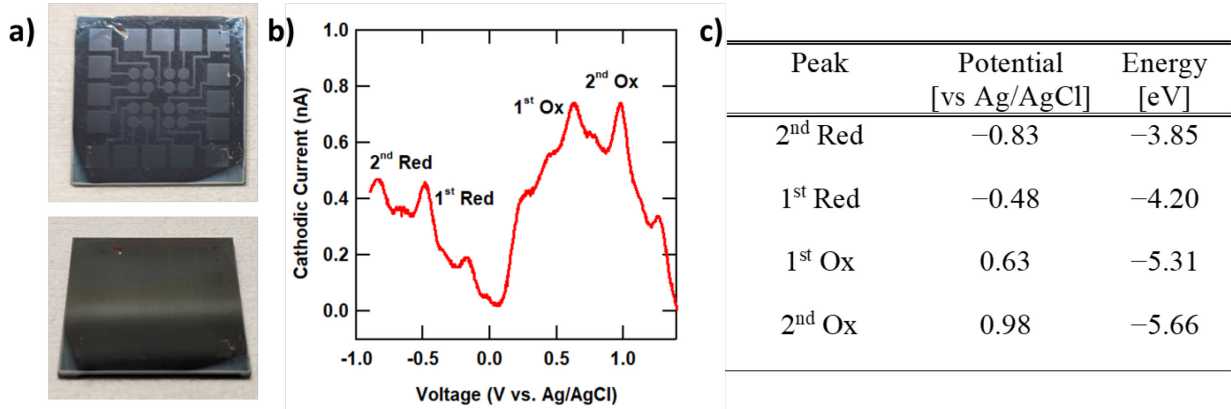 a)
b)
Cathodic Current (nA)
1.0
0.8
0.6
0.4
0.2
0.0
2nd Red
1st Red
1st Ox
2nd Ox
-1.0 -0.5 0.0 0.5 1.0
Voltage (V vs. Ag/AgCl)
c)
Peak Potential Energy
[vs Ag/AgCl] [eV]
2nd Red −0.83 −3.85
1st Red −0.48 −4.20
1st Ox 0.63 −5.31
2nd Ox 0.98 −5.66